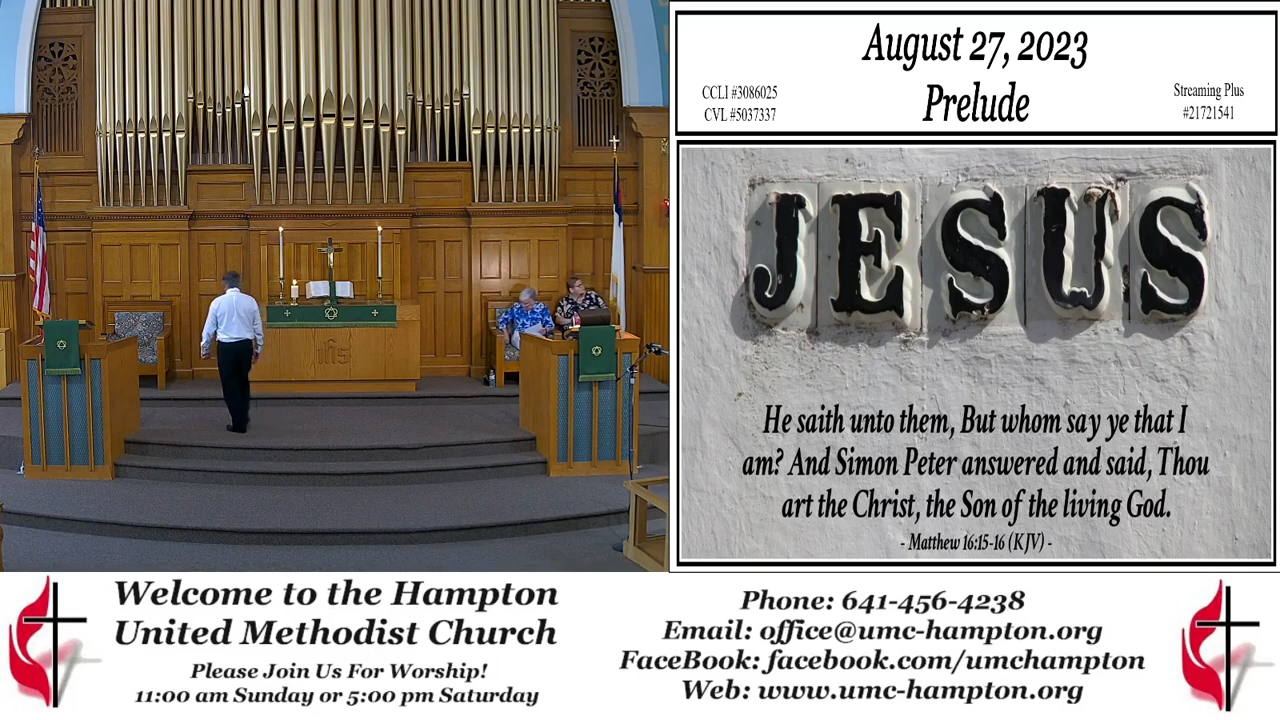 August 27, 2023
Prelude
CCLI #3086025
CVL #5037337
Streaming Plus
#21721541
JESUS
He saith unto them, But whom say ye that I
am? And Simon Peter answered and said, Thou
art the Christ, the Son of the living God.
- Matthew 16:15-16 (KJV) -
ihs
Welcome to the Hampton
United Methodist Church
Please Join Us For Worship!
11:00 am Sunday or 5:00 pm Saturday
Phone: 641-456-4238
Email: office@umc-hampton.org
FaceBook: facebook.com/umchampton
Web: www.umc-hampton.org